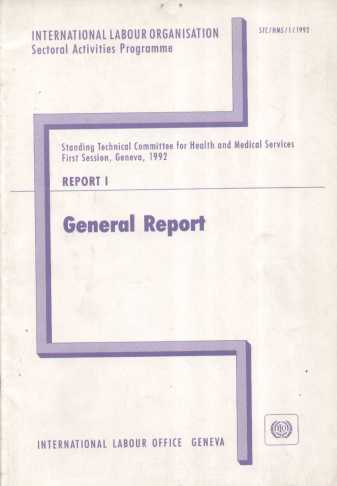 INTERNATIONAL LABOUR ORGANISATION
Sectoral Activities Programme
STC/HMS/1/1992
Standing Technical Committee for Health and Medical Services
First Session, Geneva, 1992
REPORT I
General Report
INTERNATIONAL LABOUR OFFICE GENEVA